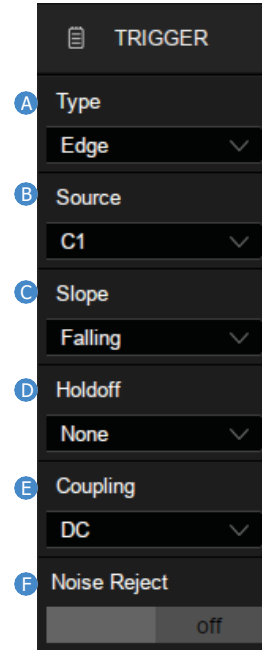 TRIGGER
A Type
Edge
B Source
C1
C Slope
Falling
D Holdoff
None
E Coupling
DC
F Noise Reject
off